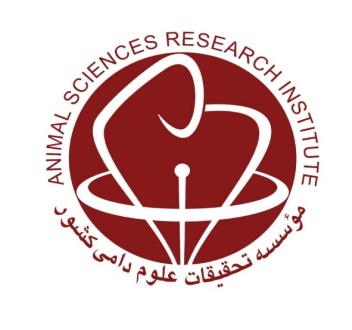 ANIMAL SCIENCES RESEARCH INSTITUTE
مؤسسه تحقیقات علوم دامی کشور